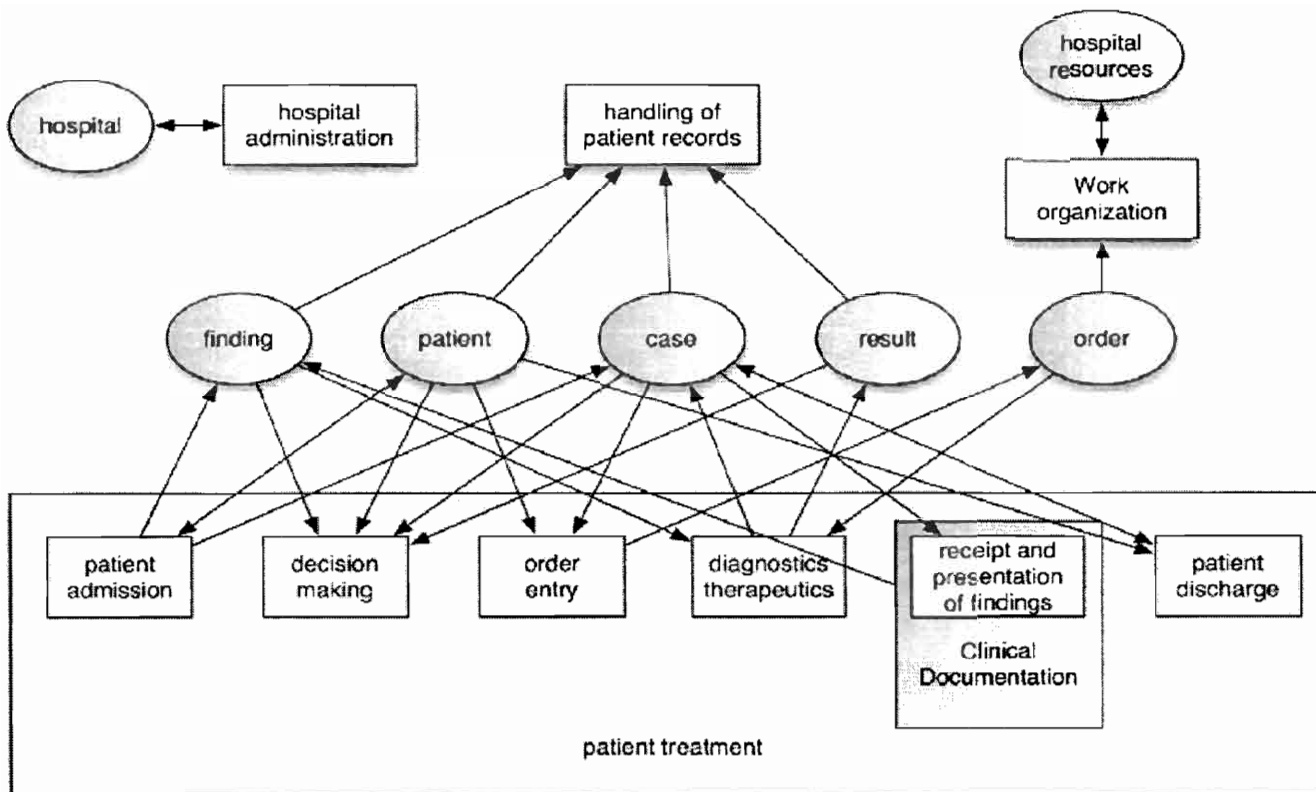 hospital
resources
hospital
hospital
administration
handling of
patient records
Work
organization
finding
patient
case
result
order
patient
admission
decision
making
order
entry
diagnostics
therapeutics
receipt and
presentation
of findings
patient
discharge
Clinical
Documentation
patient treatment